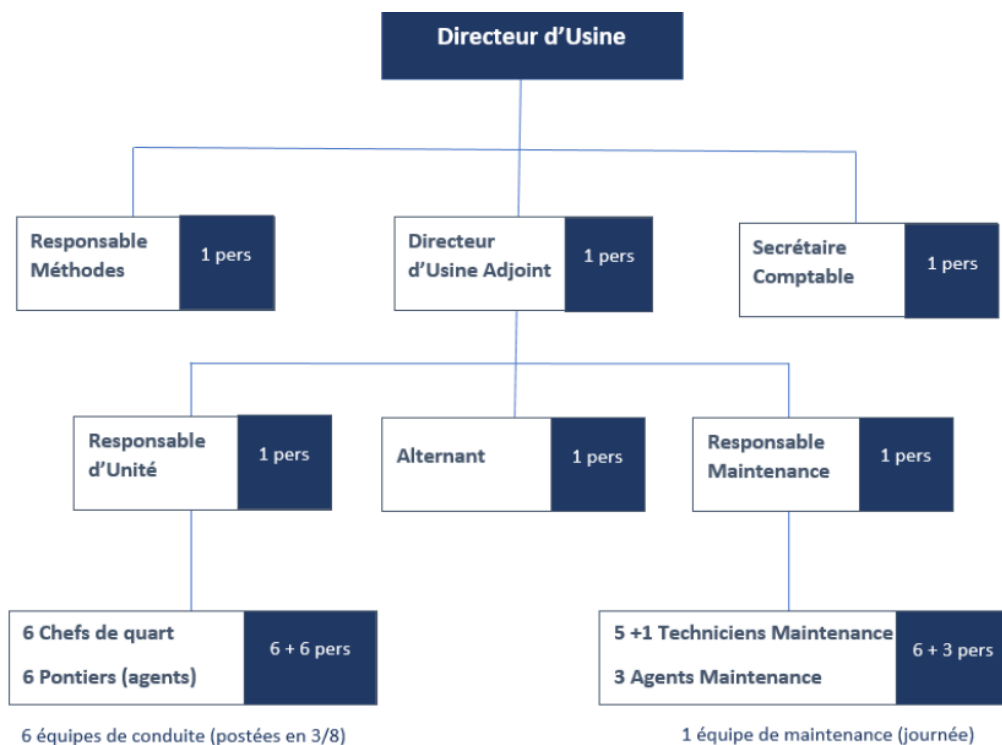 Directeur d'Usine
Responsable
Méthodes
1 pers
Directeur
d'Usine Adjoint
1 pers
Secrétaire
Comptable
1 pers
Responsable
d'Unité
1 pers
Alternant
1 pers
Responsable
Maintenance
1 pers
6 Chefs de quart
6 Pontiers (agents)
6 + 6 pers
5 +1 Techniciens Maintenance
3 Agents Maintenance
6 + 3 pers
6 équipes de conduite (postées en 3/8)
1 équipe de maintenance (journée)